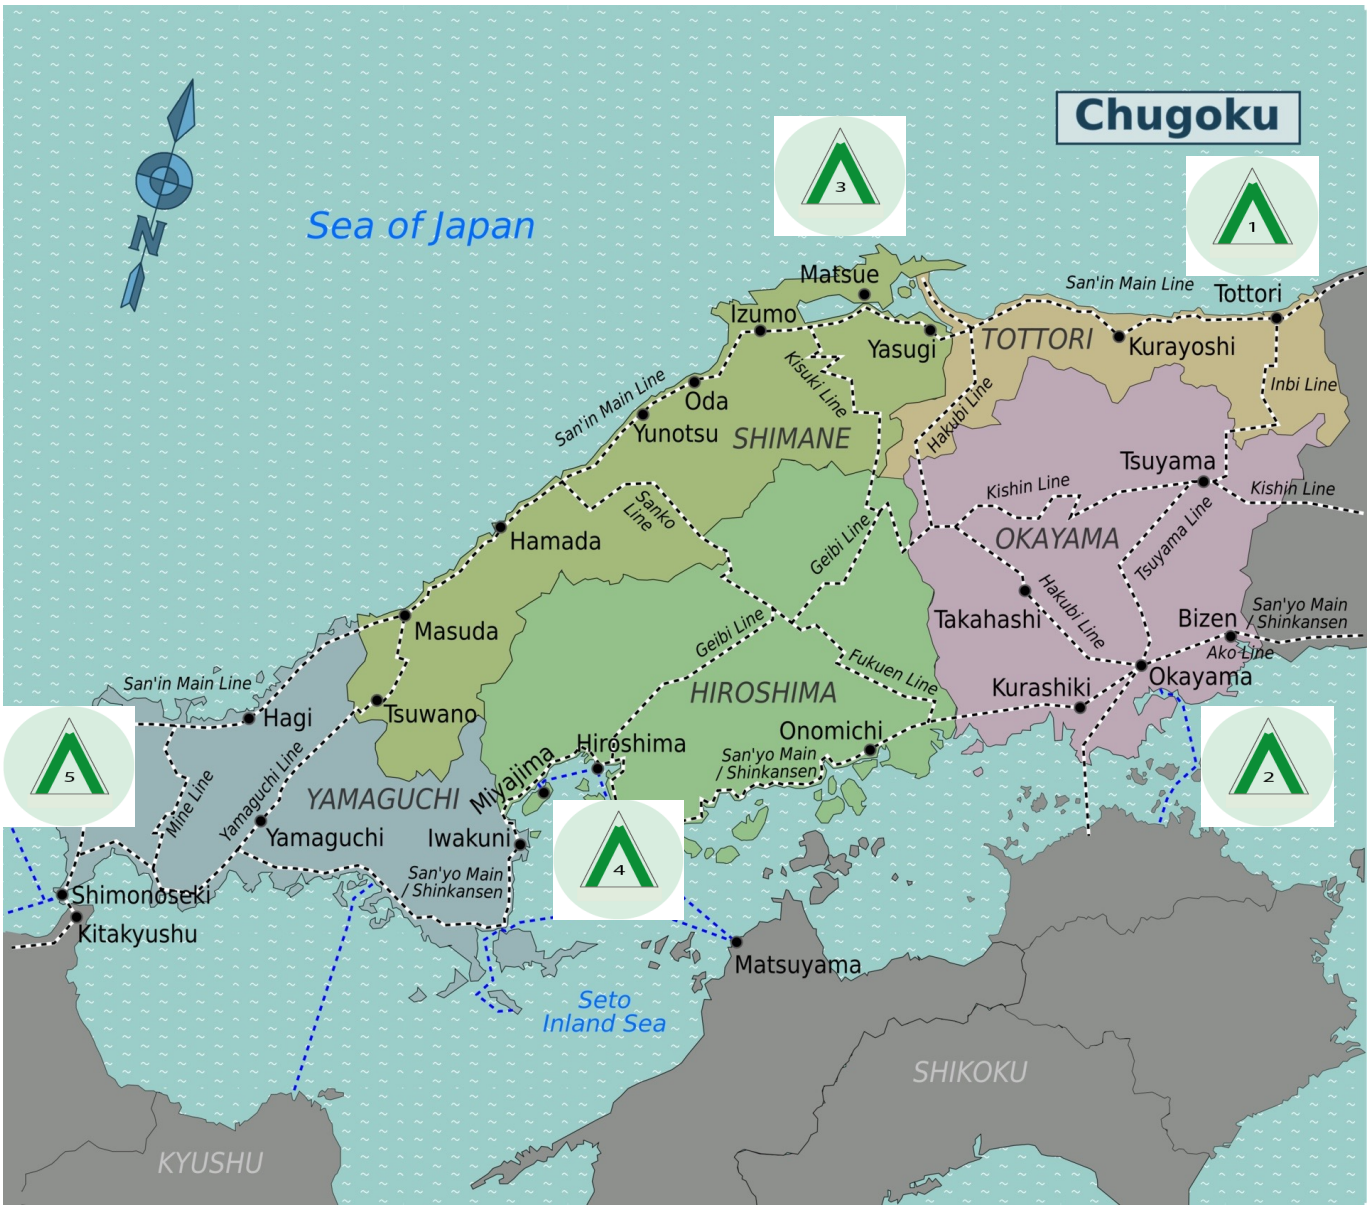 Chugoku
3
1
Sea of Japan
N
Matsue
San'in Main Line
Tottori
Izumo
Yasugi
TOTTORI
Kurayoshi
Kisuki Line
Inbi Line
San'in Main Line
Oda
Hakubi Line
Yunotsu
SHIMANE
Tsuyama
Kishin Line
Kishin Line
Sanko
Line
Hamada
Geibi Line
OKAYAMA
Tsuyama Line
Takahashi
Hakubi Line
San'yo Main
/ Shinkansen
Bizen
Masuda
Geibi Line
Ako Line
Fukuen Line
Okayama
San'in Main Line
Kurashiki
HIROSHIMA
Hagi
Tsuwano
Onomichi
Hiroshima
San'yo Main
/ Shinkansen
5
2
Miyajima
Mine Line
Yamaguchi Line
YAMAGUCHI
Yamaguchi
Iwakuni
4
San'yo Main
/ Shinkansen
Shimonoseki
Kitakyushu
Matsuyama
Seto
Inland Sea
SHIKOKU
KYUSHU